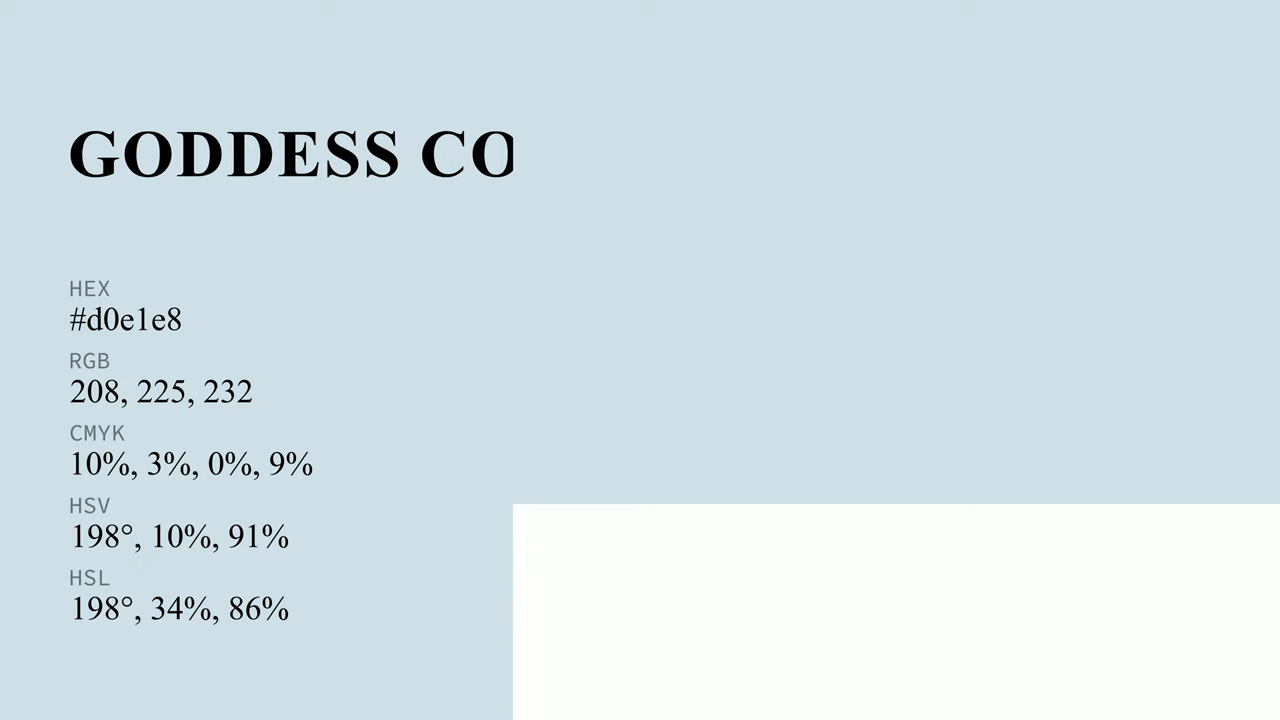 GODDESS CO
HEX
#d0e1e8
RGB
208, 225, 232
CMYK
10%, 3%, 0%, 9%
HSV
198°, 10%, 91%
HSL
198°, 34%, 86%